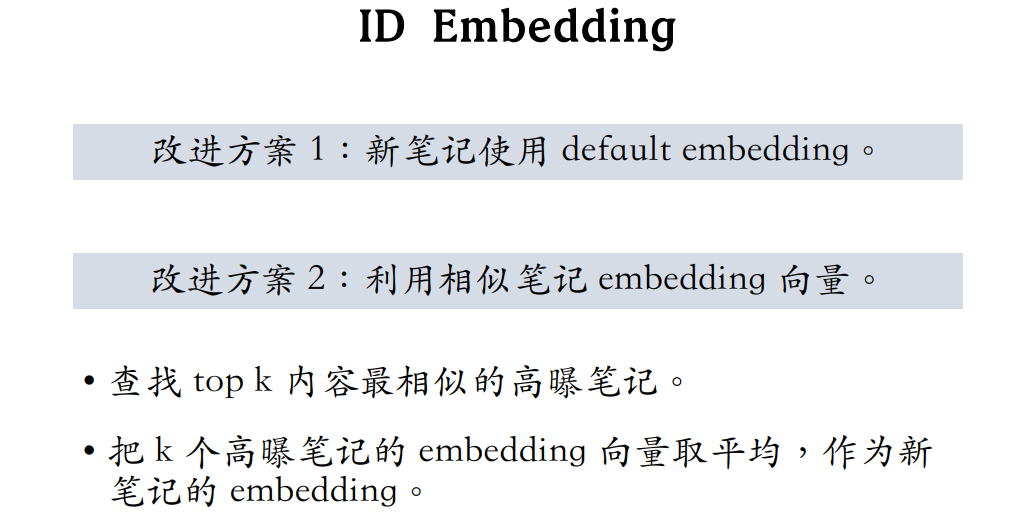 ID Embedding
改进方案 1：新笔记使用 default embedding。
改进方案 2：利用相似笔记 embedding 向量。
• 查找 top k 内容最相似的高曝笔记。
• 把 k 个高曝笔记的 embedding 向量取平均，作为新
笔记的 embedding。